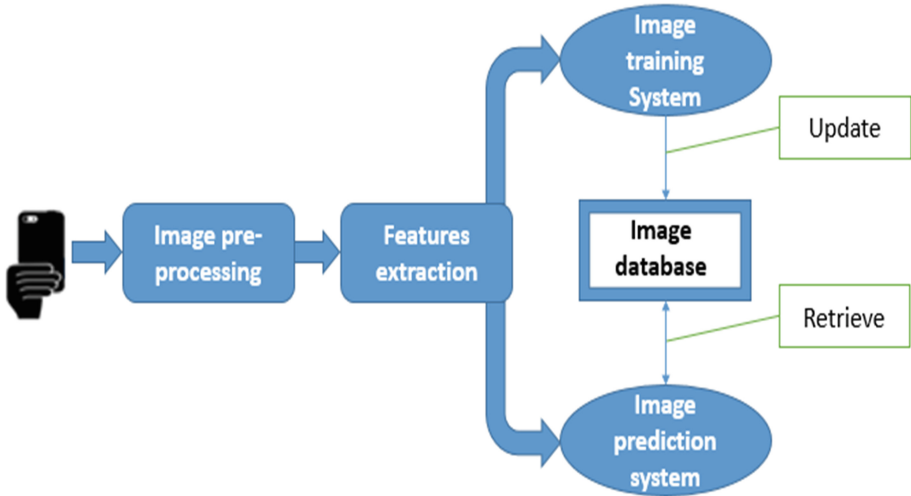 Image
training
System
Update
Image pre-
processing
Features
extraction
Image
database
Retrieve
Image
prediction
system